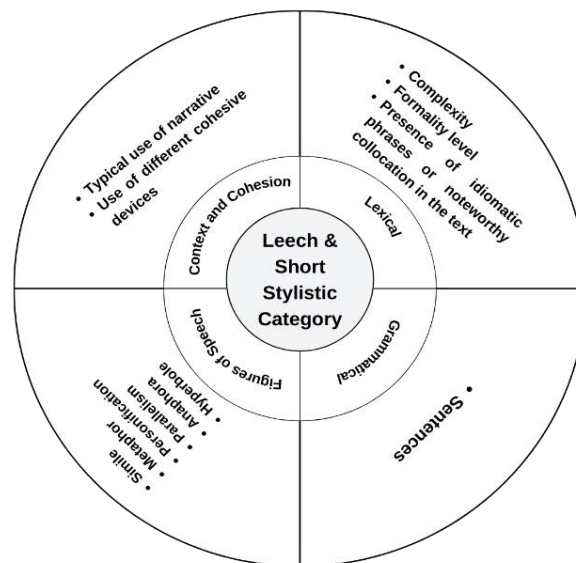 Leech &
Short
Stylistic
Category
Context and Cohesion
• Typical use of narrative
• Use of different cohesive
devices
Lexical
• Complexity
• Formality level
• Presence of idiomatic
phrases or noteworthy
collocation in the text
Grammatical
• Sentences
Figures of Speech
• Simile
• Metaphor
• Personification
• Parallelism
• Anaphora
• Hyperbole